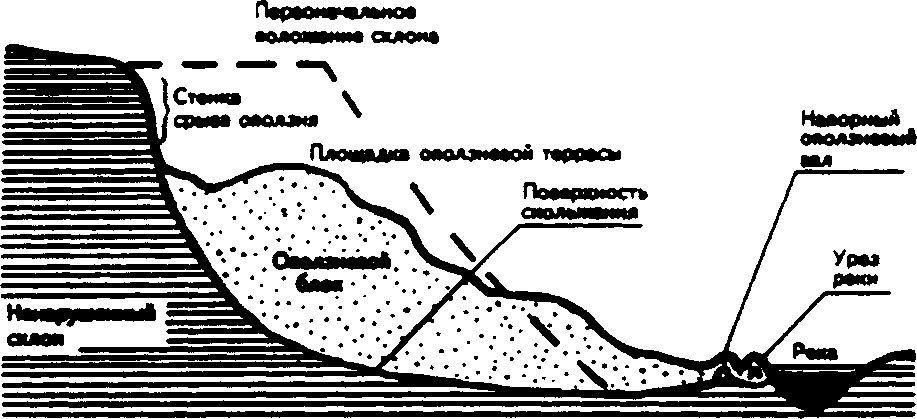 Первоначальное
положение склона
Стенка
срыва оползня
Площадка оползневой террасы
Напорный
оползневый
вал
Поверхность
скольжения
Оползневой
блок
Урез
реки
Ненарушенный
склон
Река